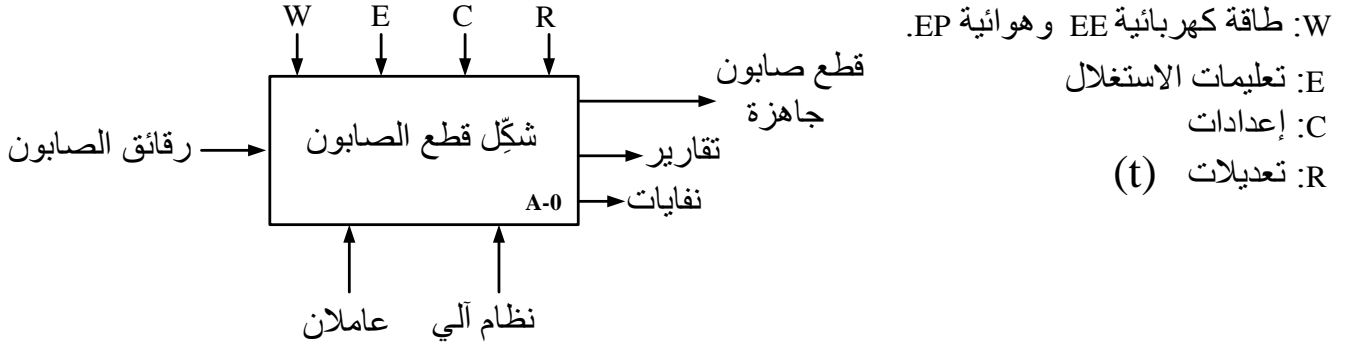 W E C R
W: طاقة كهربائية EE وهوائية EP.
E: تعليمات الاستغلال
C: إعدادات
R: تعديلات (t)
رقائق الصابون
شكِّل قطع الصابون
A-0
قطع صابون
جاهزة
تقارير
نفايات
نظام آلي
عاملان